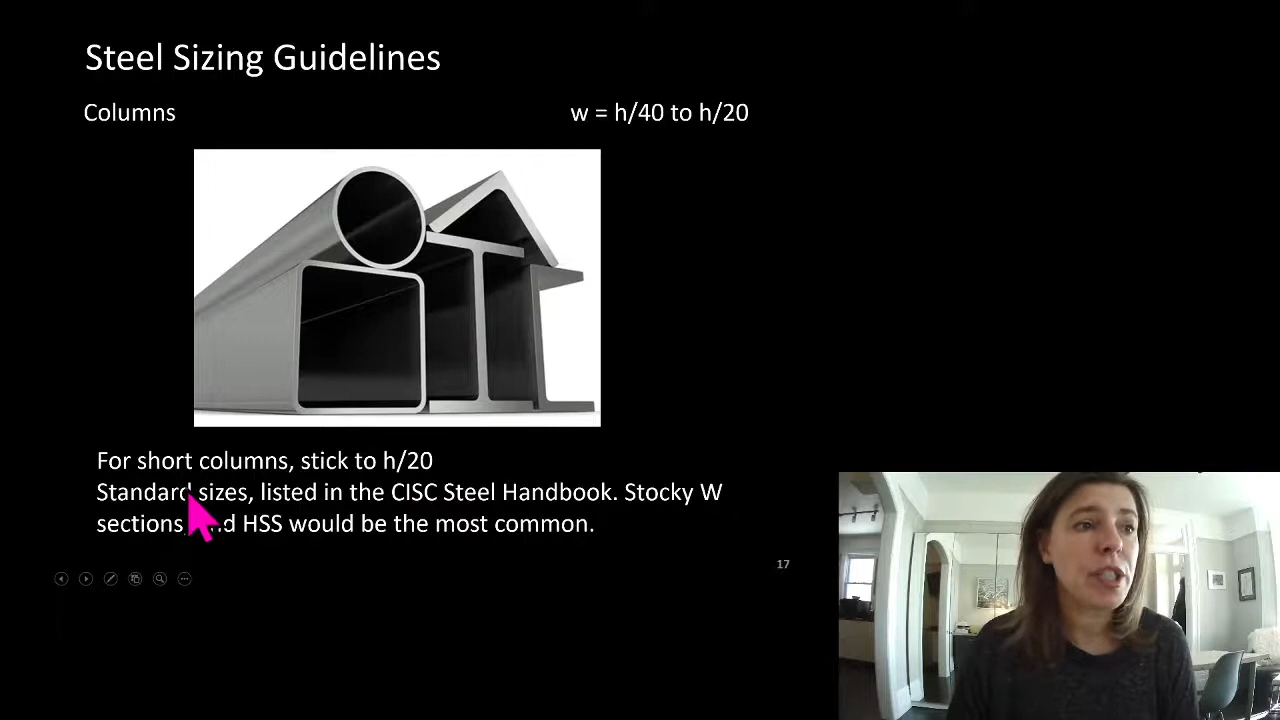 Steel Sizing Guidelines
Columns
w = h/40 to h/20
For short columns, stick to h/20
Standard sizes, listed in the CISC Steel Handbook. Stocky W
sections d HSS would be the most common.
17